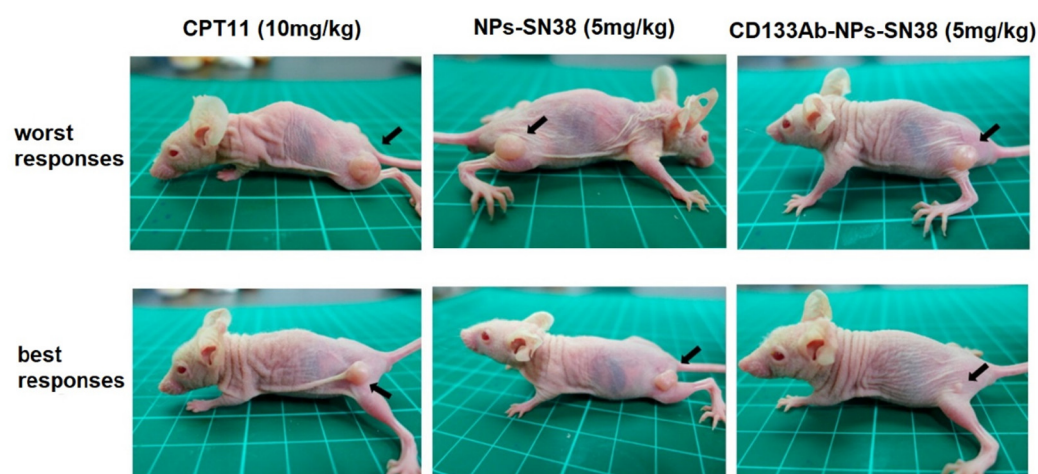 CPT11 (10mg/kg)
NPs-SN38 (5mg/kg)
CD133Ab-NPs-SN38 (5mg/kg)
worst
responses
best
responses